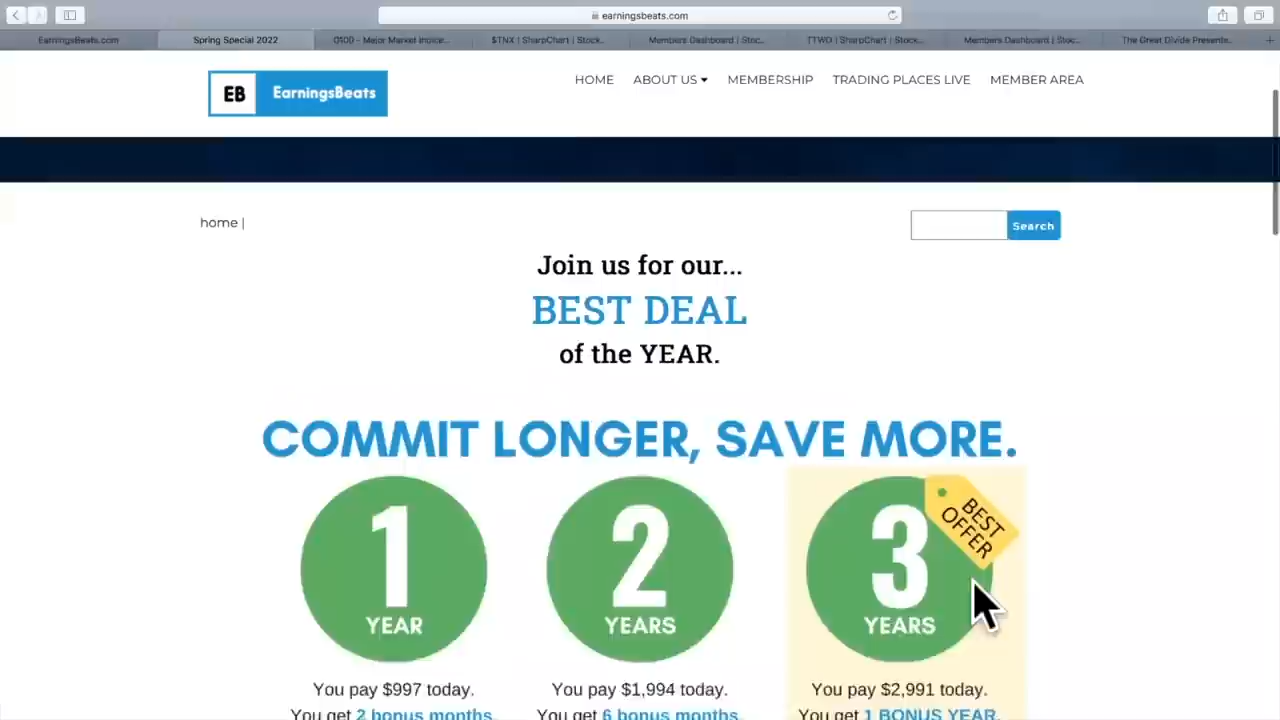 earningsbeats.com
EarningsBeats.com
Spring Special 2022
$TNX | SharpChart | Stock...
Members Dashboard | Stoc...
TTWO | SharpChart | Stock...
Members Dashboard | Stoc...
The Great Divide Presente...
EB EarningsBeats
HOME ABOUT US MEMBERSHIP TRADING PLACES LIVE MEMBER AREA
home |
Search
Join us for our...
BEST DEAL
of the YEAR.
COMMIT LONGER, SAVE MORE.
1
YEAR
2
YEARS
3
YEARS
BEST
OFFER
You pay $997 today.
You get 2 bonus months.
You pay $1,994 today.
You get 6 bonus months.
You pay $2,991 today.
You get 1 BONUS YEAR.